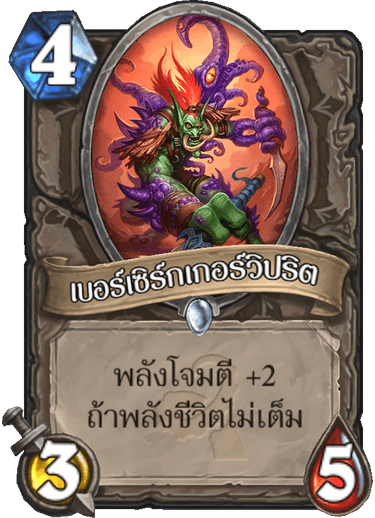 4
เบอร์เซิร์กเกอร์วิปริต
พลังโจมตี +2
ถ้าพลังชีวิตไม่เต็ม
3
5